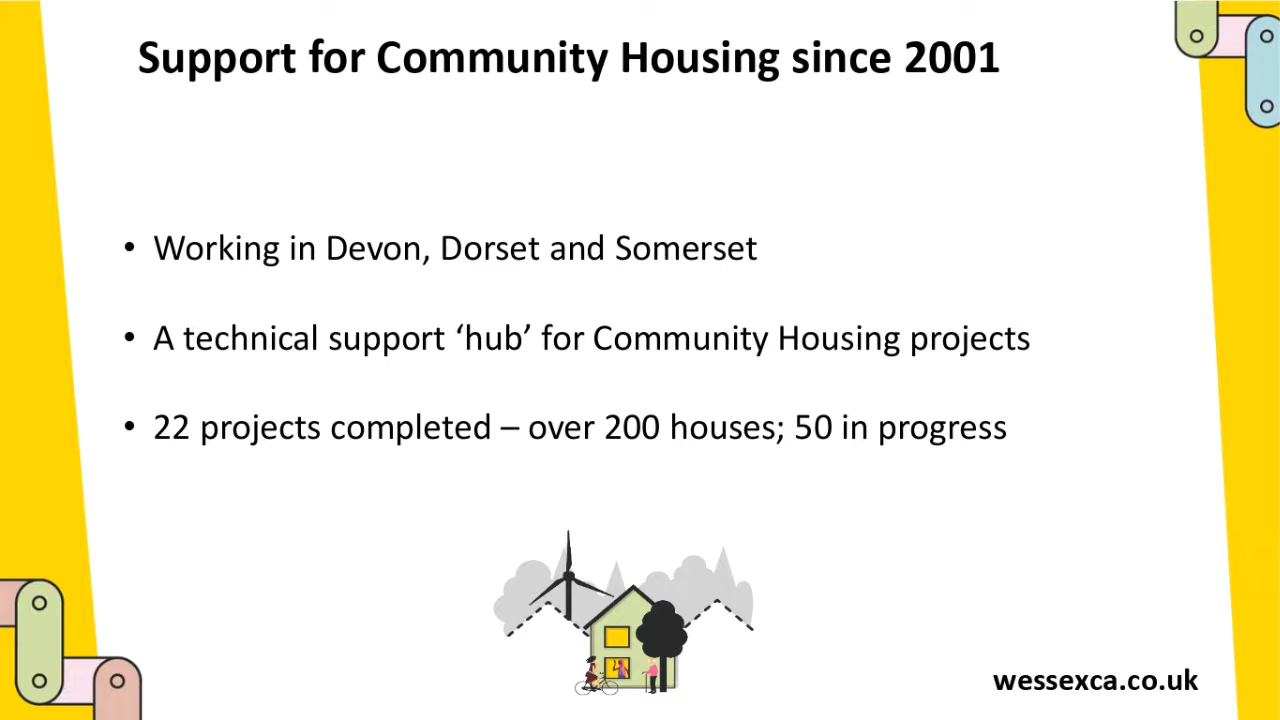 Support for Community Housing since 2001
• Working in Devon, Dorset and Somerset
• A technical support ‘hub’ for Community Housing projects
• 22 projects completed – over 200 houses; 50 in progress
wessexca.co.uk